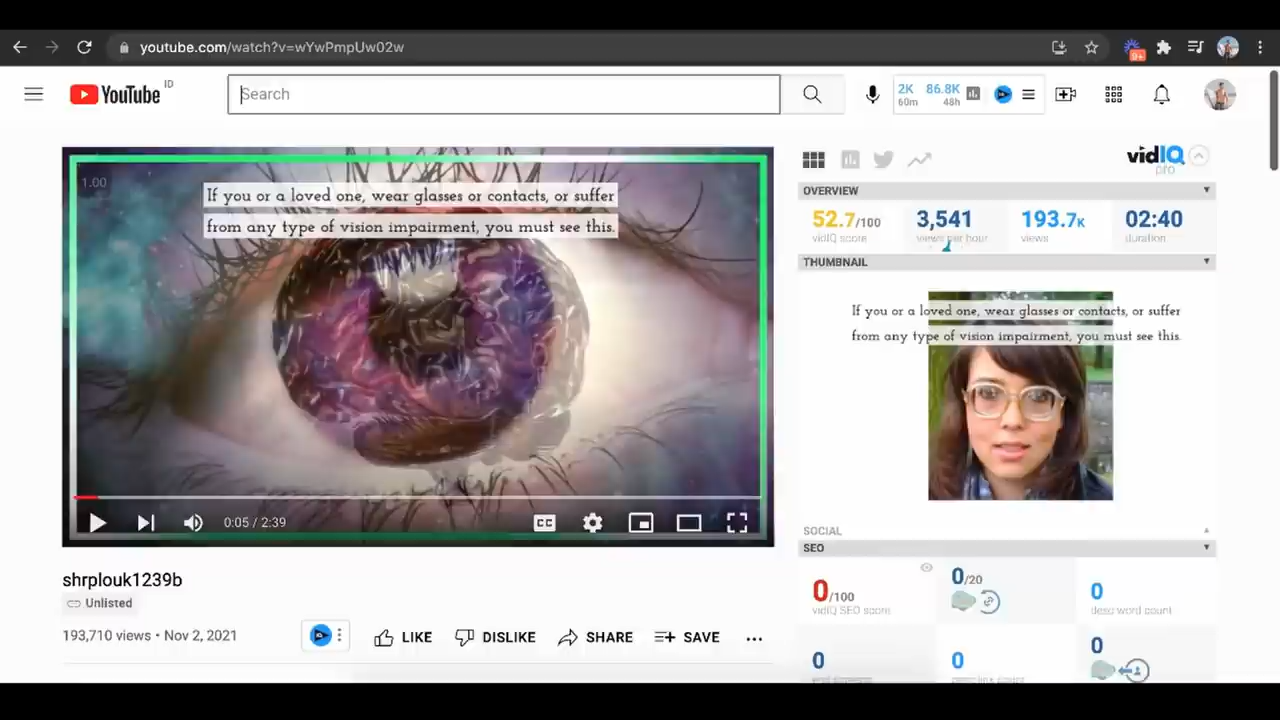 youtube.com/watch?v=wYwPmpUw02w
9+
YouTube ID
Search
2K 86.8K
60m 48h
1.00
If you or a loved one, wear glasses or contacts, or suffer
from any type of vision impairment, you must see this.
0:05 / 2:39
CC
shrplouk1239b
Unlisted
193,710 views • Nov 2, 2021
LIKE DISLIKE SHARE SAVE
vidIQ
pro
OVERVIEW
52.7/100 3,541 193.7K 02:40
vidIQ score views per hour views duration
THUMBNAIL
If you or a loved one, wear glasses or contacts, or suffer
from any type of vision impairment, you must see this.
SOCIAL
SEO
0/100 0/20 0
vidIQ SEO score desc word count
0 0 0